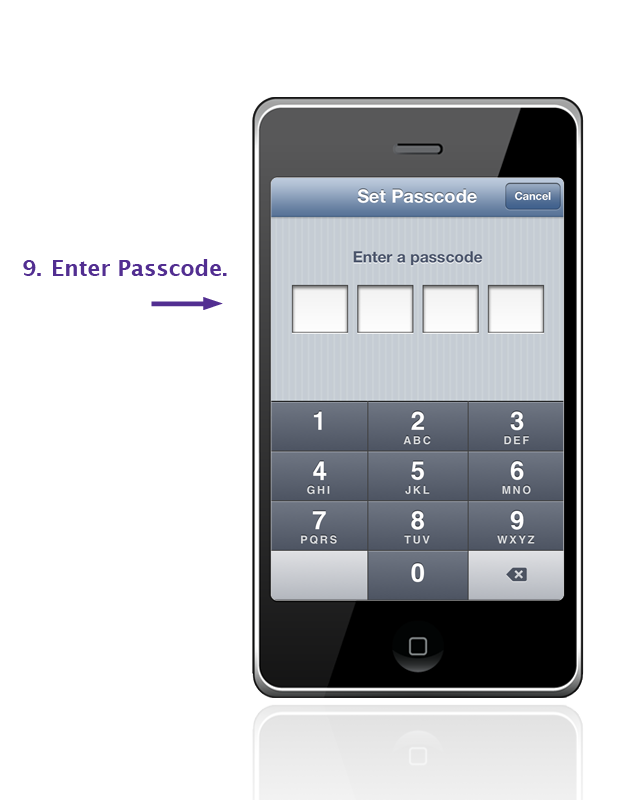 Set Passcode Cancel
9. Enter Passcode.
Enter a passcode
1 2 3
ABC DEF
4 5 6
GHI JKL MNO
7 8 9
PQRS TUV WXYZ
0